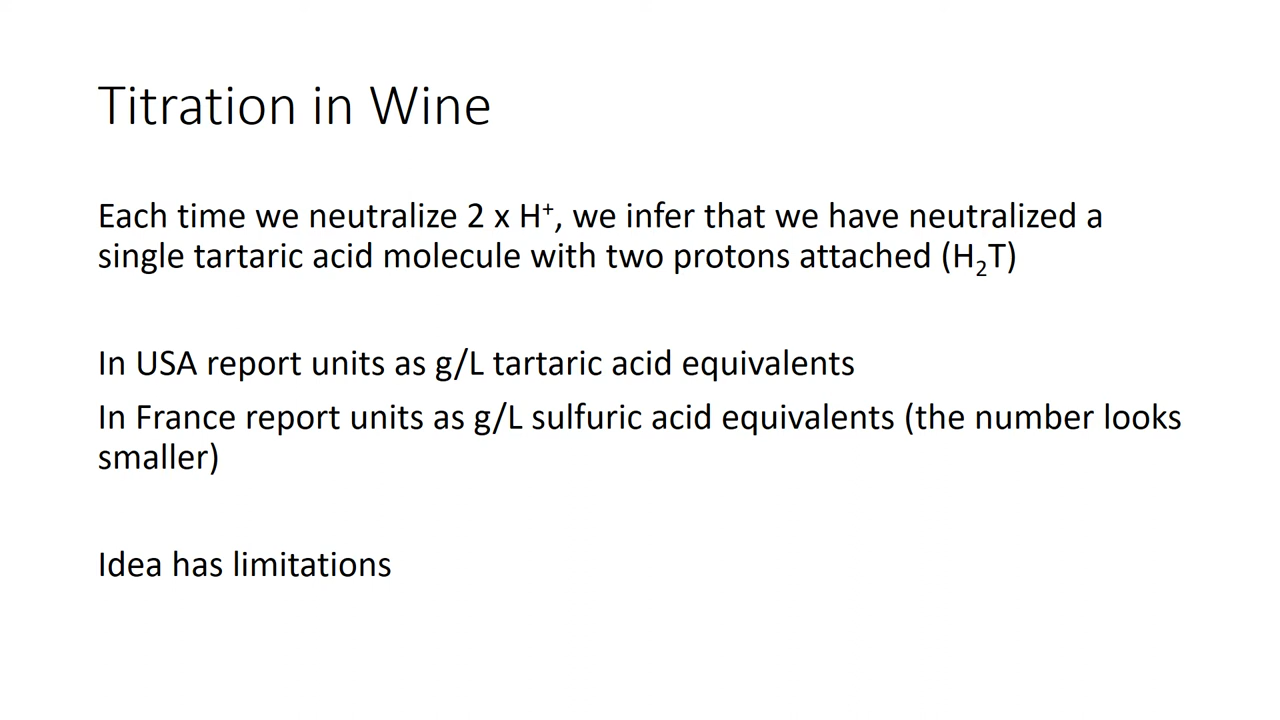 Titration in Wine
Each time we neutralize 2 x H⁺, we infer that we have neutralized a
single tartaric acid molecule with two protons attached (H₂T)
In USA report units as g/L tartaric acid equivalents
In France report units as g/L sulfuric acid equivalents (the number looks
smaller)
Idea has limitations